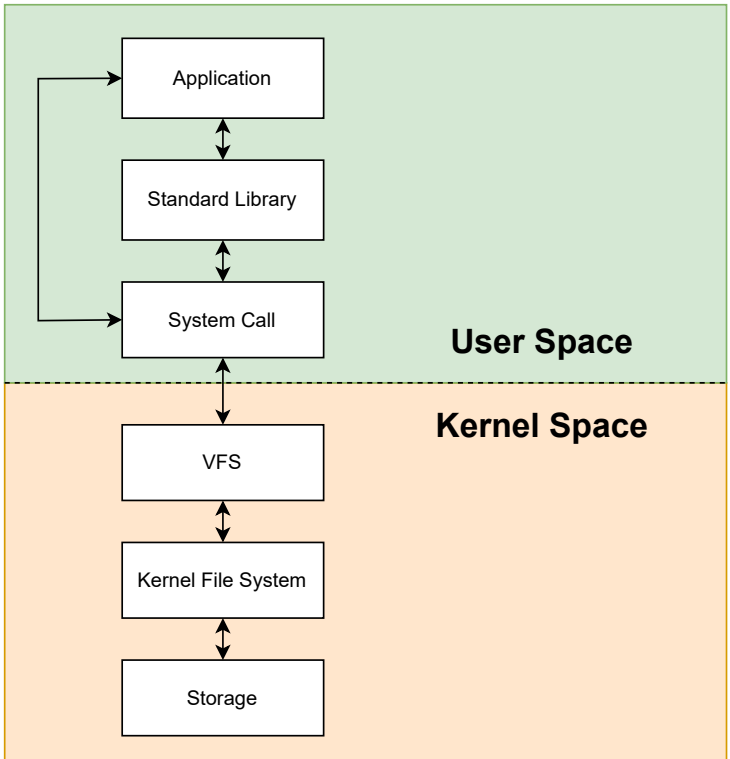 Application
Standard Library
System Call
User Space
Kernel Space
VFS
Kernel File System
Storage